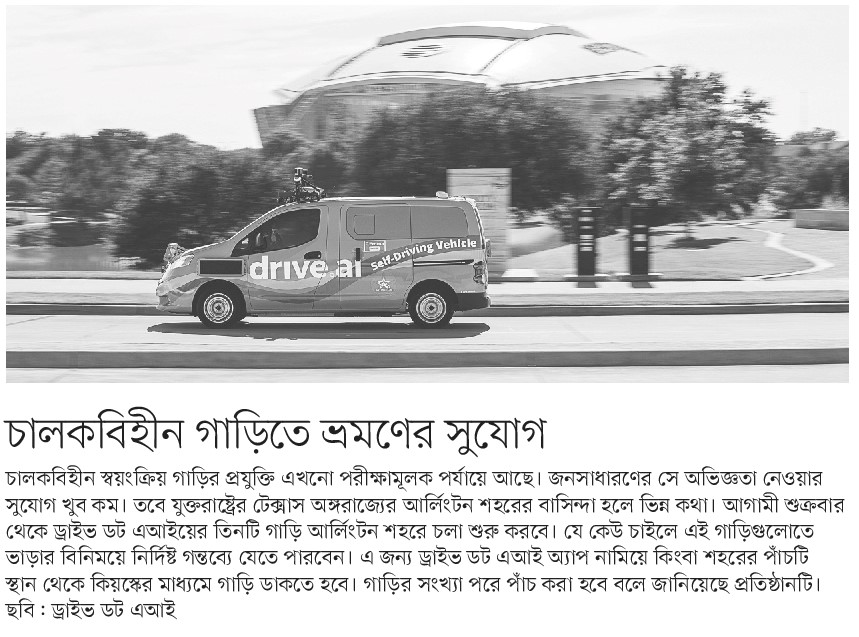 drive.ai
Self-Driving Vehicle
চালকবিহীন গাড়িতে ভ্রমণের সুযোগ
চালকবিহীন স্বয়ংক্রিয় গাড়ির প্রযুক্তি এখনো পরীক্ষামূলক পর্যায়ে আছে। জনসাধারণের সে অভিজ্ঞতা নেওয়ার
সুযোগ খুব কম। তবে যুক্তরাষ্ট্রের টেক্সাস অঙ্গরাজ্যের আর্লিংটন শহরের বাসিন্দা হলে ভিন্ন কথা। আগামী শুক্রবার
থেকে ড্রাইভ ডট এআইয়ের তিনটি গাড়ি আর্লিংটন শহরে চলা শুরু করবে। যে কেউ চাইলে এই গাড়িগুলোতে
ভাড়ার বিনিময়ে নির্দিষ্ট গন্তব্যে যেতে পারবেন। এ জন্য ড্রাইভ ডট এআই অ্যাপ নামিয়ে কিংবা শহরের পাঁচটি
স্থান থেকে কিয়স্কের মাধ্যমে গাড়ি ডাকতে হবে। গাড়ির সংখ্যা পরে পাঁচ করা হবে বলে জানিয়েছে প্রতিষ্ঠানটি।
ছবি : ড্রাইভ ডট এআই